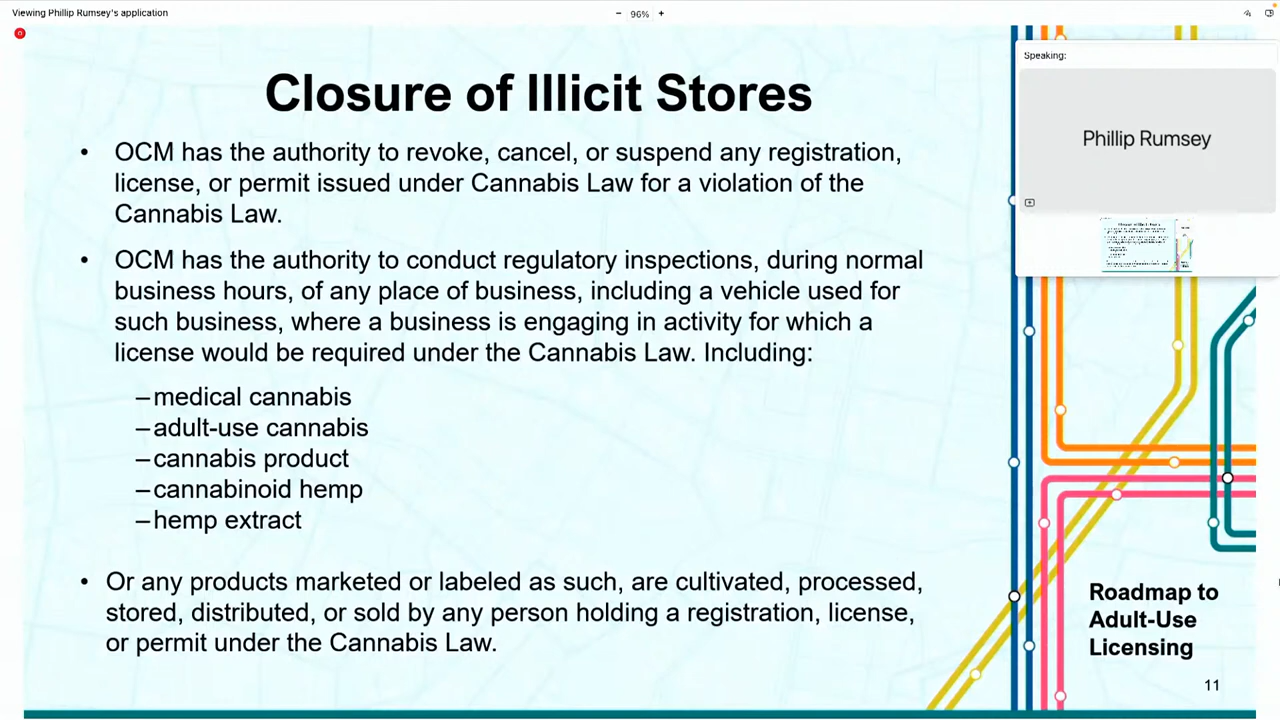 Viewing Phillip Rumsey's application
− 96% +
Speaking:
Phillip Rumsey
Closure of Illicit Stores
• OCM has the authority to revoke, cancel, or suspend any registration,
license, or permit issued under Cannabis Law for a violation of the
Cannabis Law.
• OCM has the authority to conduct regulatory inspections, during normal
business hours, of any place of business, including a vehicle used for
such business, where a business is engaging in activity for which a
license would be required under the Cannabis Law. Including:
–medical cannabis
–adult-use cannabis
–cannabis product
–cannabinoid hemp
–hemp extract
• Or any products marketed or labeled as such, are cultivated, processed,
stored, distributed, or sold by any person holding a registration, license,
or permit under the Cannabis Law.
Roadmap to
Adult-Use
Licensing
11